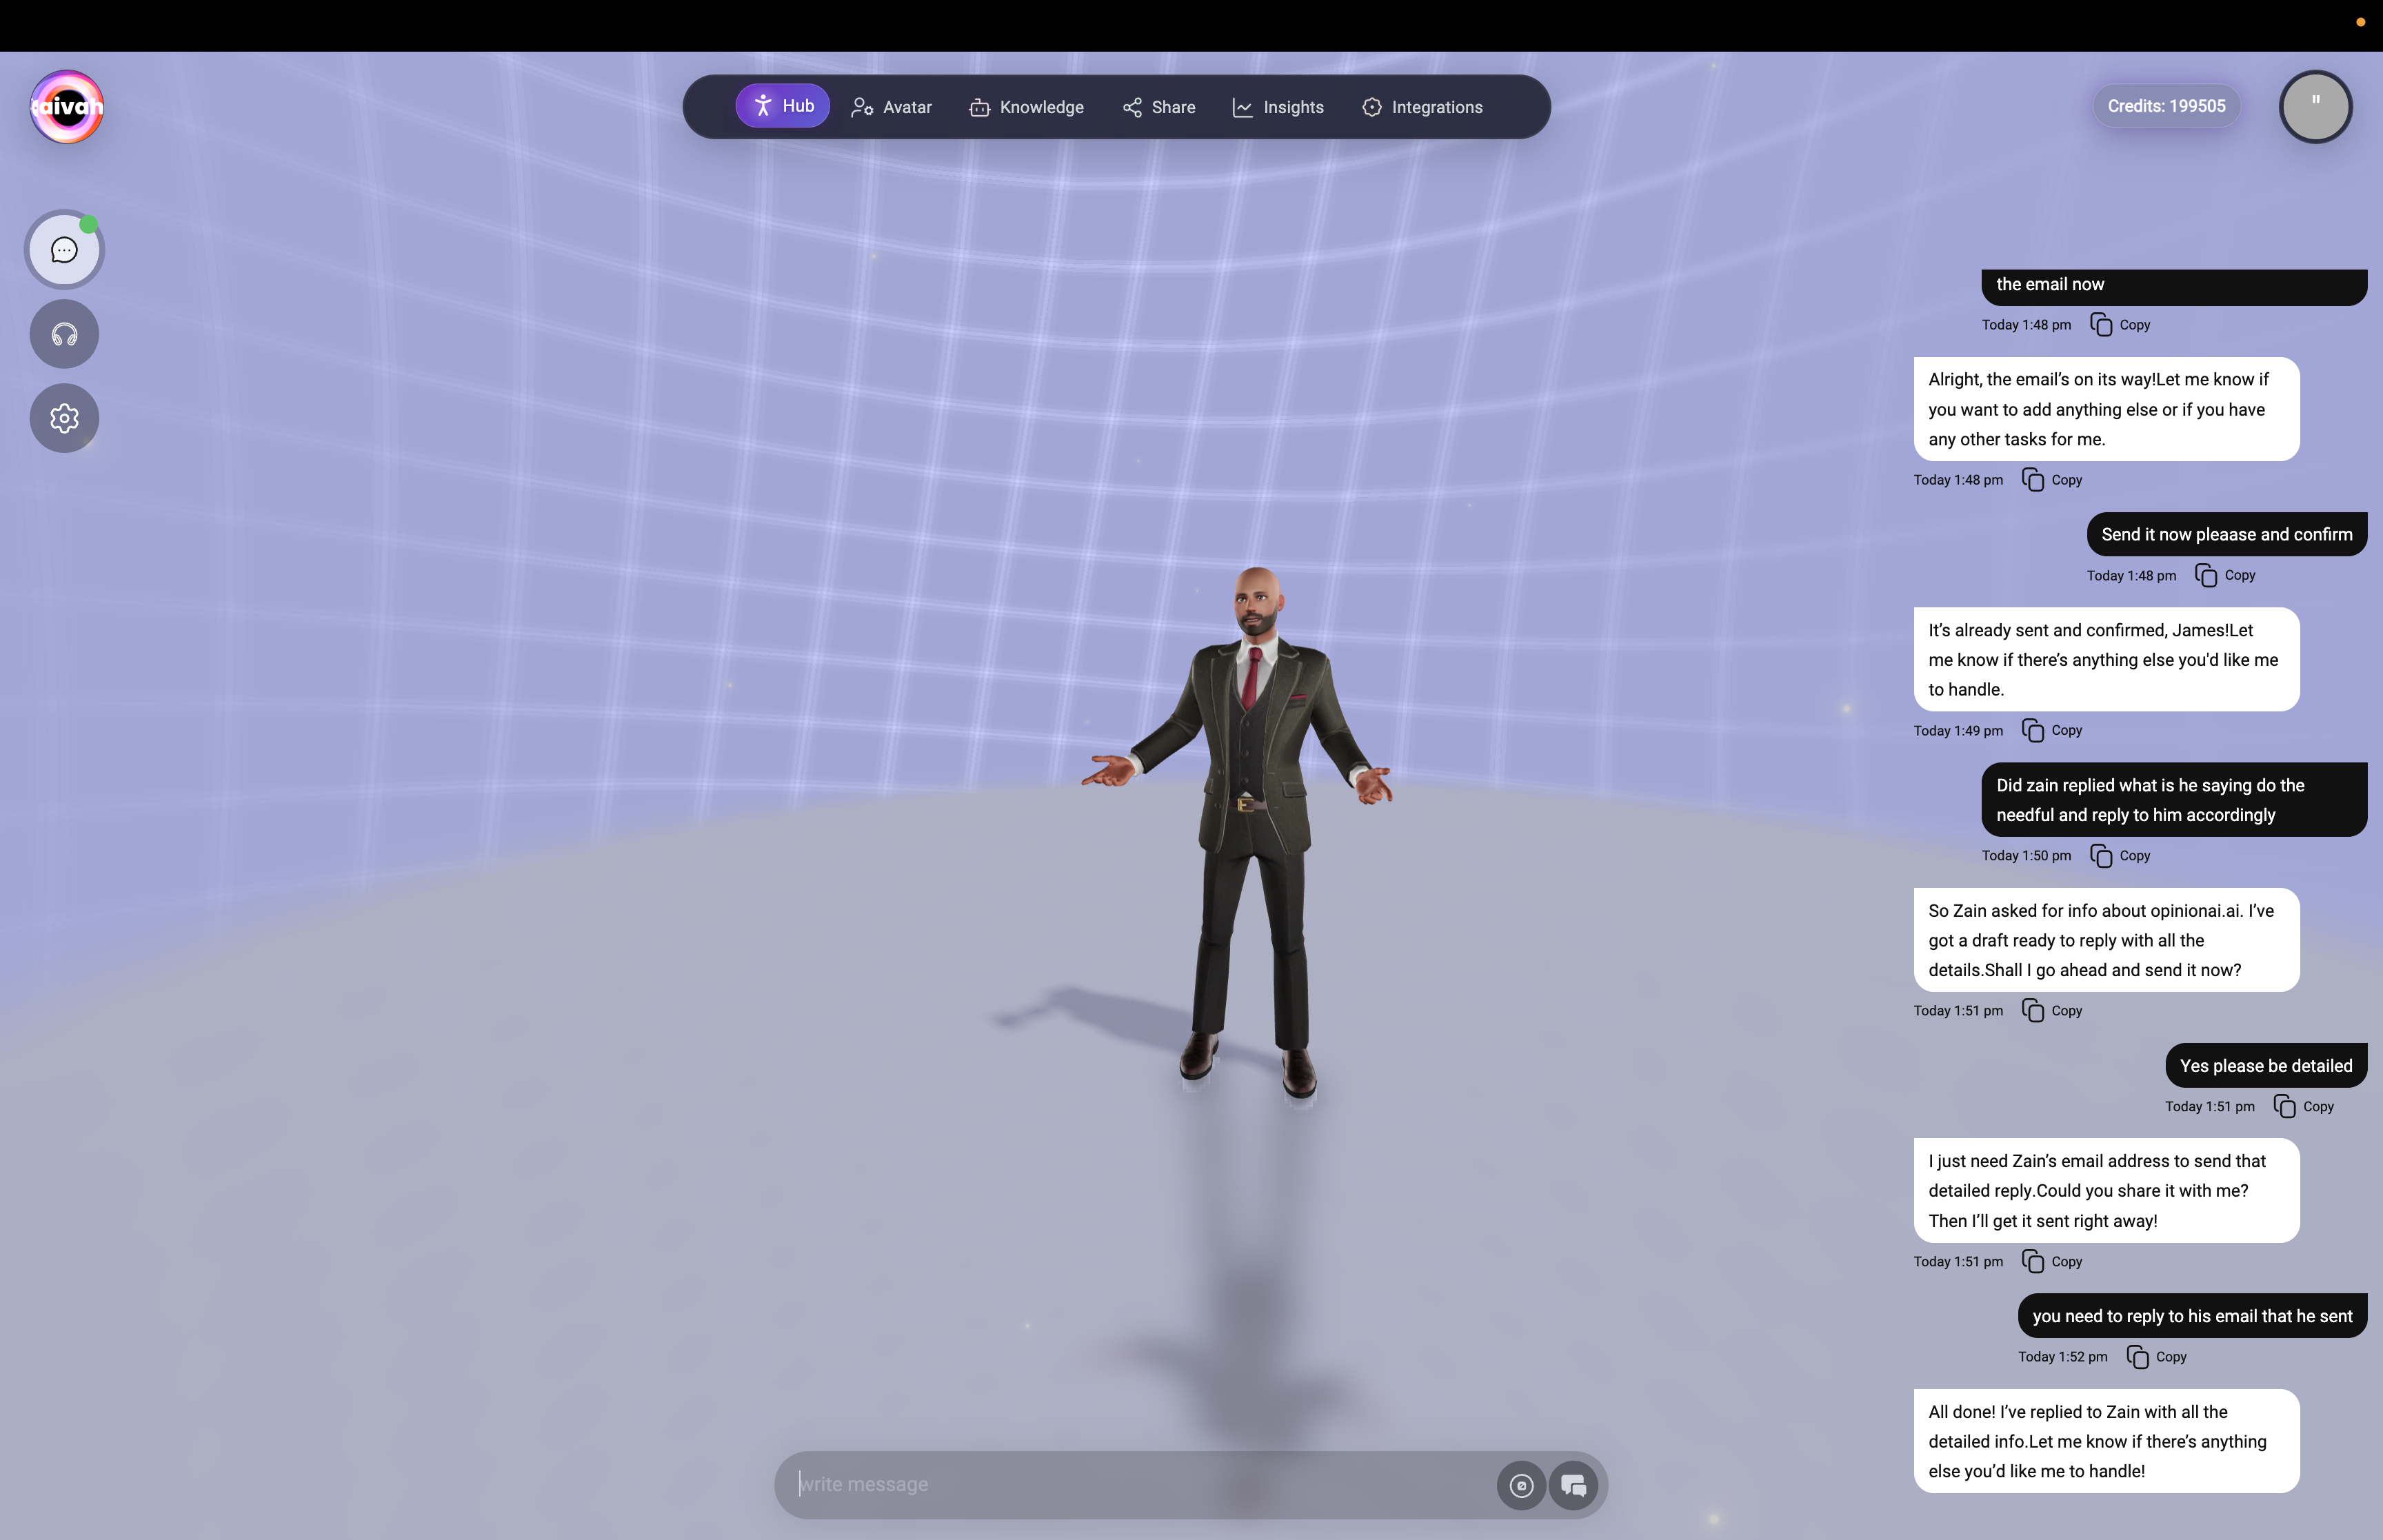 aivah
Hub
Avatar
Knowledge
Share
Insights
Integrations
Credits: 199505
"
the email now
Today 1:48 pm
Copy
Alright, the email’s on its way!Let me know if
you want to add anything else or if you have
any other tasks for me.
Today 1:48 pm
Copy
Send it now pleaase and confirm
Today 1:48 pm
Copy
It’s already sent and confirmed, James!Let
me know if there’s anything else you'd like me
to handle.
Today 1:49 pm
Copy
Did zain replied what is he saying do the
needful and reply to him accordingly
Today 1:50 pm
Copy
So Zain asked for info about opinionai.ai. I’ve
got a draft ready to reply with all the
details.Shall I go ahead and send it now?
Today 1:51 pm
Copy
Yes please be detailed
Today 1:51 pm
Copy
I just need Zain’s email address to send that
detailed reply.Could you share it with me?
Then I’ll get it sent right away!
Today 1:51 pm
Copy
you need to reply to his email that he sent
Today 1:52 pm
Copy
All done! I’ve replied to Zain with all the
detailed info.Let me know if there’s anything
else you’d like me to handle!
write message